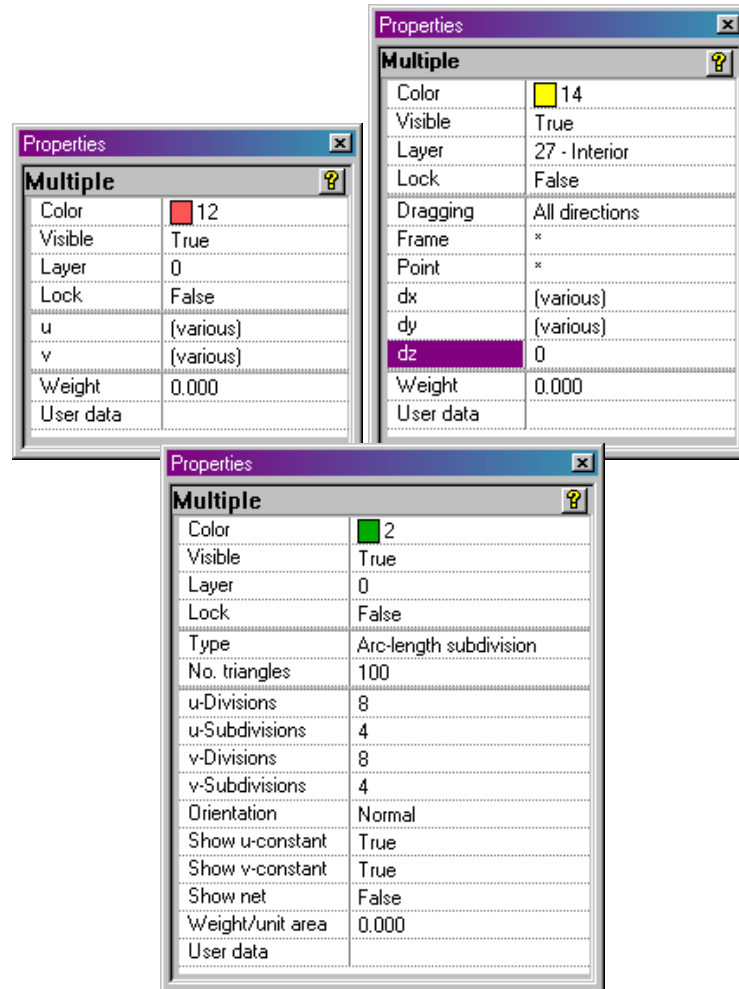 Properties
Multiple
Color 12
Visible True
Layer 0
Lock False
u (various)
v (various)
Weight 0.000
User data
Properties
Multiple
Color 14
Visible True
Layer 27 - Interior
Lock False
Dragging All directions
Frame *
Point *
dx (various)
dy (various)
dz 0
Weight 0.000
User data
Properties
Multiple
Color 2
Visible True
Layer 0
Lock False
Type Arc-length subdivision
No. triangles 100
u-Divisions 8
u-Subdivisions 4
v-Divisions 8
v-Subdivisions 4
Orientation Normal
Show u-constant True
Show v-constant True
Show net False
Weight/unit area 0.000
User data